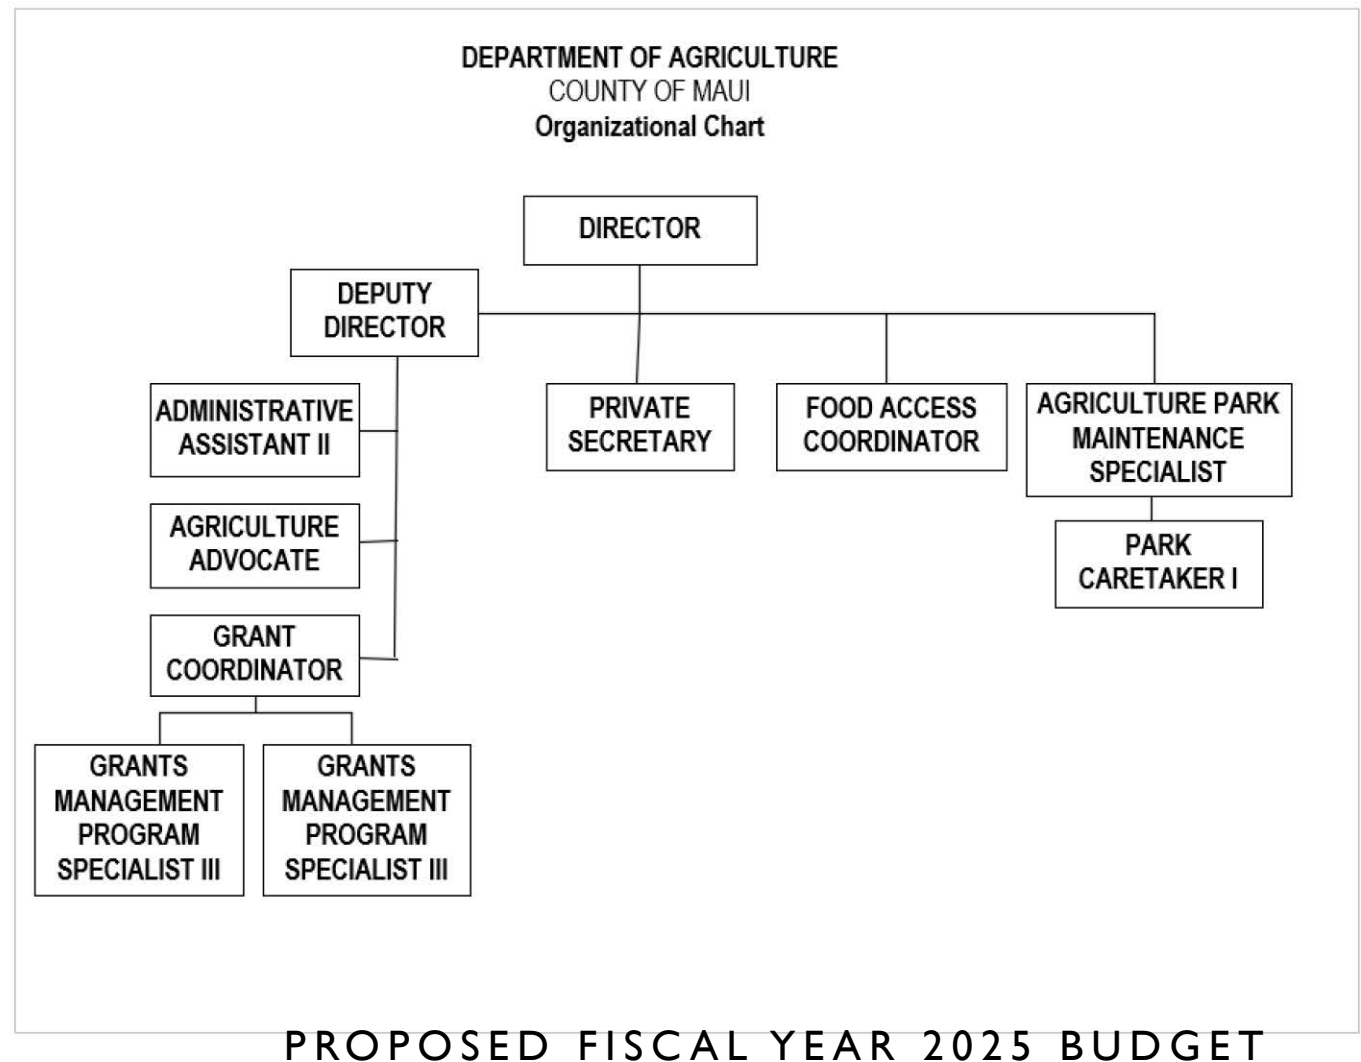 DEPARTMENT OF AGRICULTURE
COUNTY OF MAUI
Organizational Chart
DIRECTOR
DEPUTY
DIRECTOR
ADMINISTRATIVE
ASSISTANT II
PRIVATE
SECRETARY
FOOD ACCESS
COORDINATOR
AGRICULTURE PARK
MAINTENANCE
SPECIALIST
AGRICULTURE
ADVOCATE
PARK
CARETAKER I
GRANT
COORDINATOR
GRANTS
MANAGEMENT
PROGRAM
SPECIALIST III
GRANTS
MANAGEMENT
PROGRAM
SPECIALIST III
PROPOSED FISCAL YEAR 2025 BUDGET